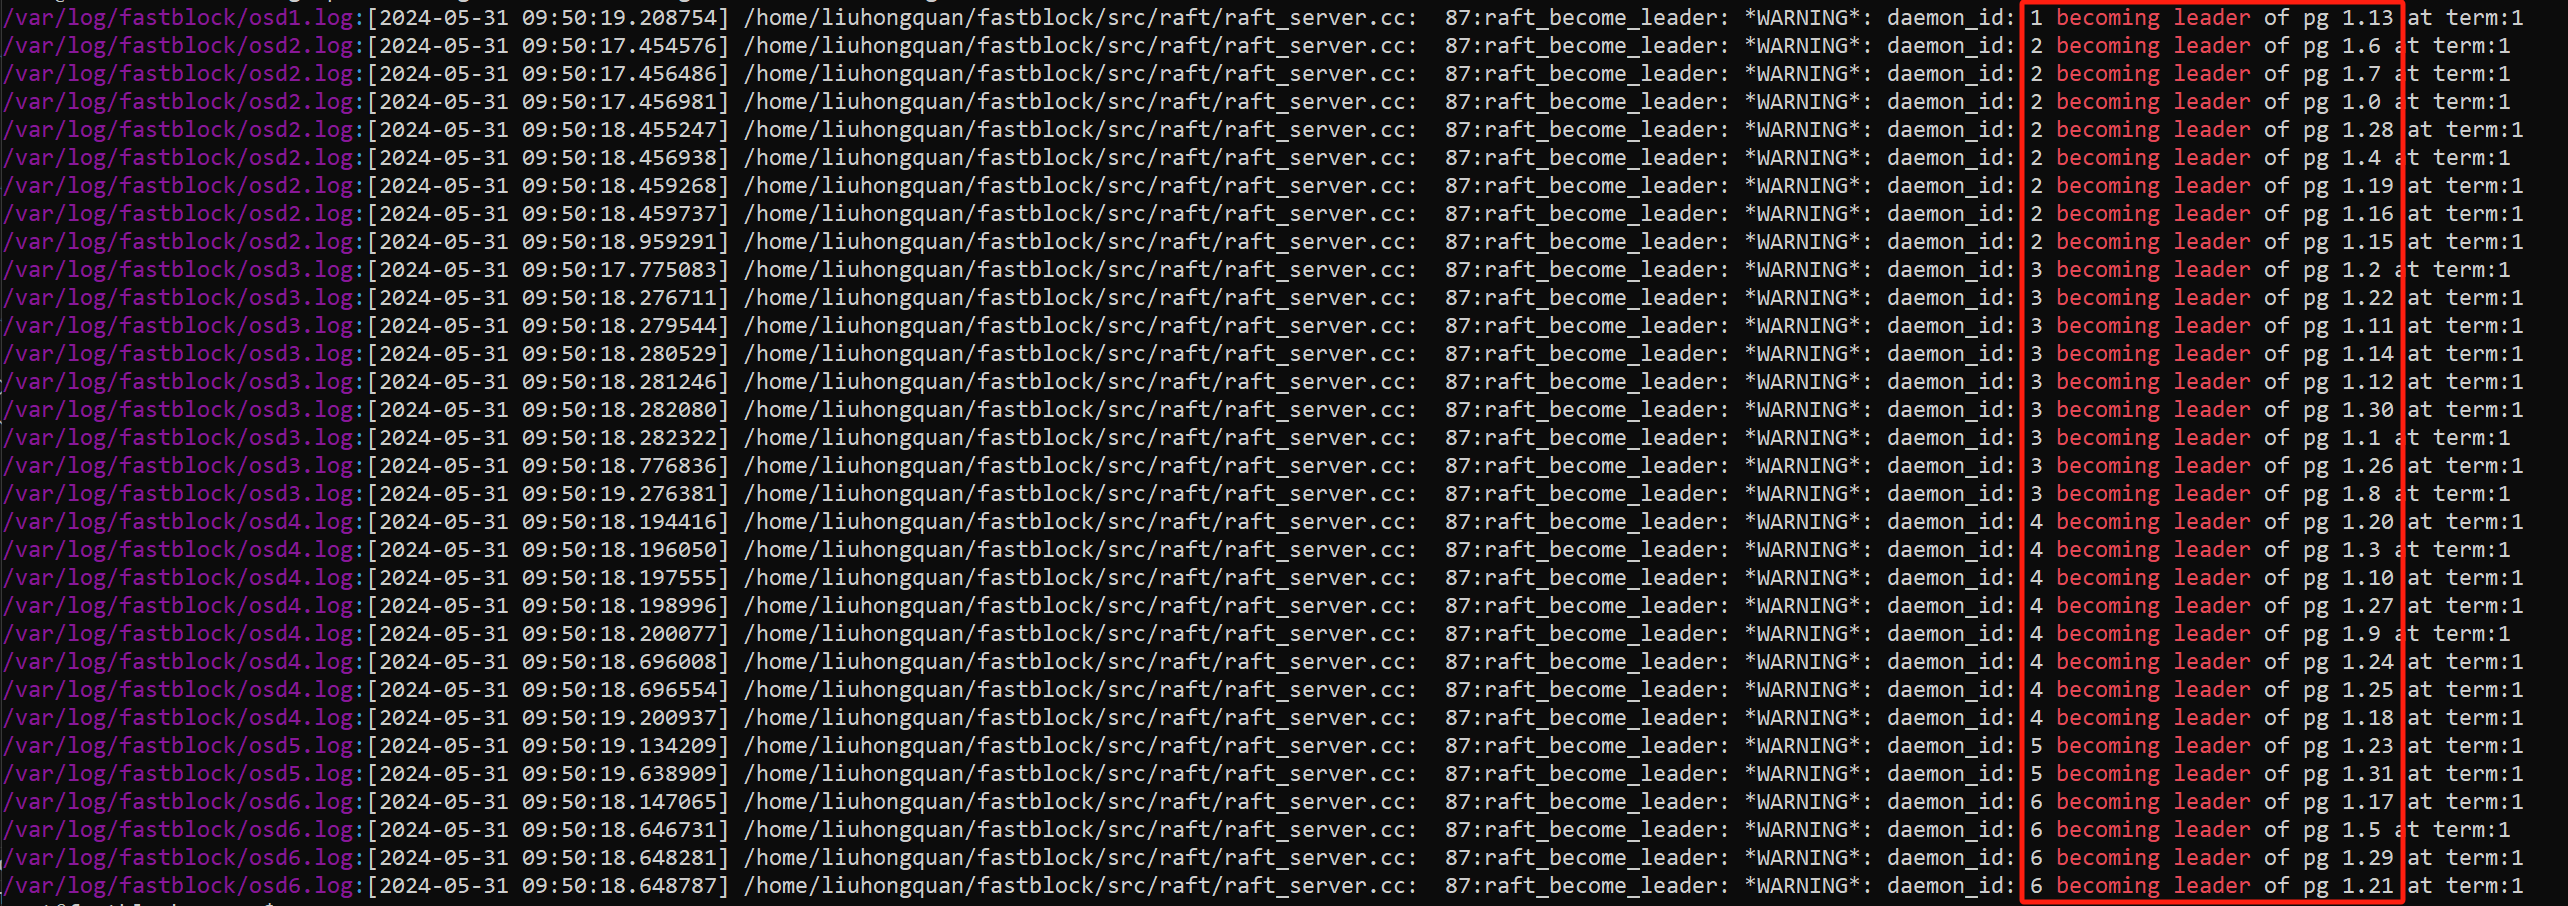 /var/log/fastblock/osd1.log:[2024-05-31 09:50:19.208754] /home/liuhongquan/fastblock/src/raft/raft_server.cc:  87:raft_become_leader: *WARNING*: daemon_id: 1 becoming leader of pg 1.13 at term:1
/var/log/fastblock/osd2.log:[2024-05-31 09:50:17.454576] /home/liuhongquan/fastblock/src/raft/raft_server.cc:  87:raft_become_leader: *WARNING*: daemon_id: 2 becoming leader of pg 1.6 at term:1
/var/log/fastblock/osd2.log:[2024-05-31 09:50:17.456486] /home/liuhongquan/fastblock/src/raft/raft_server.cc:  87:raft_become_leader: *WARNING*: daemon_id: 2 becoming leader of pg 1.7 at term:1
/var/log/fastblock/osd2.log:[2024-05-31 09:50:17.456981] /home/liuhongquan/fastblock/src/raft/raft_server.cc:  87:raft_become_leader: *WARNING*: daemon_id: 2 becoming leader of pg 1.0 at term:1
/var/log/fastblock/osd2.log:[2024-05-31 09:50:18.455247] /home/liuhongquan/fastblock/src/raft/raft_server.cc:  87:raft_become_leader: *WARNING*: daemon_id: 2 becoming leader of pg 1.28 at term:1
/var/log/fastblock/osd2.log:[2024-05-31 09:50:18.456938] /home/liuhongquan/fastblock/src/raft/raft_server.cc:  87:raft_become_leader: *WARNING*: daemon_id: 2 becoming leader of pg 1.4 at term:1
/var/log/fastblock/osd2.log:[2024-05-31 09:50:18.459268] /home/liuhongquan/fastblock/src/raft/raft_server.cc:  87:raft_become_leader: *WARNING*: daemon_id: 2 becoming leader of pg 1.19 at term:1
/var/log/fastblock/osd2.log:[2024-05-31 09:50:18.459737] /home/liuhongquan/fastblock/src/raft/raft_server.cc:  87:raft_become_leader: *WARNING*: daemon_id: 2 becoming leader of pg 1.16 at term:1
/var/log/fastblock/osd2.log:[2024-05-31 09:50:18.959291] /home/liuhongquan/fastblock/src/raft/raft_server.cc:  87:raft_become_leader: *WARNING*: daemon_id: 2 becoming leader of pg 1.15 at term:1
/var/log/fastblock/osd3.log:[2024-05-31 09:50:17.775083] /home/liuhongquan/fastblock/src/raft/raft_server.cc:  87:raft_become_leader: *WARNING*: daemon_id: 3 becoming leader of pg 1.2 at term:1
/var/log/fastblock/osd3.log:[2024-05-31 09:50:18.276711] /home/liuhongquan/fastblock/src/raft/raft_server.cc:  87:raft_become_leader: *WARNING*: daemon_id: 3 becoming leader of pg 1.22 at term:1
/var/log/fastblock/osd3.log:[2024-05-31 09:50:18.279544] /home/liuhongquan/fastblock/src/raft/raft_server.cc:  87:raft_become_leader: *WARNING*: daemon_id: 3 becoming leader of pg 1.11 at term:1
/var/log/fastblock/osd3.log:[2024-05-31 09:50:18.280529] /home/liuhongquan/fastblock/src/raft/raft_server.cc:  87:raft_become_leader: *WARNING*: daemon_id: 3 becoming leader of pg 1.14 at term:1
/var/log/fastblock/osd3.log:[2024-05-31 09:50:18.281246] /home/liuhongquan/fastblock/src/raft/raft_server.cc:  87:raft_become_leader: *WARNING*: daemon_id: 3 becoming leader of pg 1.12 at term:1
/var/log/fastblock/osd3.log:[2024-05-31 09:50:18.282080] /home/liuhongquan/fastblock/src/raft/raft_server.cc:  87:raft_become_leader: *WARNING*: daemon_id: 3 becoming leader of pg 1.30 at term:1
/var/log/fastblock/osd3.log:[2024-05-31 09:50:18.282322] /home/liuhongquan/fastblock/src/raft/raft_server.cc:  87:raft_become_leader: *WARNING*: daemon_id: 3 becoming leader of pg 1.1 at term:1
/var/log/fastblock/osd3.log:[2024-05-31 09:50:18.776836] /home/liuhongquan/fastblock/src/raft/raft_server.cc:  87:raft_become_leader: *WARNING*: daemon_id: 3 becoming leader of pg 1.26 at term:1
/var/log/fastblock/osd3.log:[2024-05-31 09:50:19.276381] /home/liuhongquan/fastblock/src/raft/raft_server.cc:  87:raft_become_leader: *WARNING*: daemon_id: 3 becoming leader of pg 1.8 at term:1
/var/log/fastblock/osd4.log:[2024-05-31 09:50:18.194416] /home/liuhongquan/fastblock/src/raft/raft_server.cc:  87:raft_become_leader: *WARNING*: daemon_id: 4 becoming leader of pg 1.20 at term:1
/var/log/fastblock/osd4.log:[2024-05-31 09:50:18.196050] /home/liuhongquan/fastblock/src/raft/raft_server.cc:  87:raft_become_leader: *WARNING*: daemon_id: 4 becoming leader of pg 1.3 at term:1
/var/log/fastblock/osd4.log:[2024-05-31 09:50:18.197555] /home/liuhongquan/fastblock/src/raft/raft_server.cc:  87:raft_become_leader: *WARNING*: daemon_id: 4 becoming leader of pg 1.10 at term:1
/var/log/fastblock/osd4.log:[2024-05-31 09:50:18.198996] /home/liuhongquan/fastblock/src/raft/raft_server.cc:  87:raft_become_leader: *WARNING*: daemon_id: 4 becoming leader of pg 1.27 at term:1
/var/log/fastblock/osd4.log:[2024-05-31 09:50:18.200077] /home/liuhongquan/fastblock/src/raft/raft_server.cc:  87:raft_become_leader: *WARNING*: daemon_id: 4 becoming leader of pg 1.9 at term:1
/var/log/fastblock/osd4.log:[2024-05-31 09:50:18.696008] /home/liuhongquan/fastblock/src/raft/raft_server.cc:  87:raft_become_leader: *WARNING*: daemon_id: 4 becoming leader of pg 1.24 at term:1
/var/log/fastblock/osd4.log:[2024-05-31 09:50:18.696554] /home/liuhongquan/fastblock/src/raft/raft_server.cc:  87:raft_become_leader: *WARNING*: daemon_id: 4 becoming leader of pg 1.25 at term:1
/var/log/fastblock/osd4.log:[2024-05-31 09:50:19.200937] /home/liuhongquan/fastblock/src/raft/raft_server.cc:  87:raft_become_leader: *WARNING*: daemon_id: 4 becoming leader of pg 1.18 at term:1
/var/log/fastblock/osd5.log:[2024-05-31 09:50:19.134209] /home/liuhongquan/fastblock/src/raft/raft_server.cc:  87:raft_become_leader: *WARNING*: daemon_id: 5 becoming leader of pg 1.23 at term:1
/var/log/fastblock/osd5.log:[2024-05-31 09:50:19.638909] /home/liuhongquan/fastblock/src/raft/raft_server.cc:  87:raft_become_leader: *WARNING*: daemon_id: 5 becoming leader of pg 1.31 at term:1
/var/log/fastblock/osd6.log:[2024-05-31 09:50:18.147065] /home/liuhongquan/fastblock/src/raft/raft_server.cc:  87:raft_become_leader: *WARNING*: daemon_id: 6 becoming leader of pg 1.17 at term:1
/var/log/fastblock/osd6.log:[2024-05-31 09:50:18.646731] /home/liuhongquan/fastblock/src/raft/raft_server.cc:  87:raft_become_leader: *WARNING*: daemon_id: 6 becoming leader of pg 1.5 at term:1
/var/log/fastblock/osd6.log:[2024-05-31 09:50:18.648281] /home/liuhongquan/fastblock/src/raft/raft_server.cc:  87:raft_become_leader: *WARNING*: daemon_id: 6 becoming leader of pg 1.29 at term:1
/var/log/fastblock/osd6.log:[2024-05-31 09:50:18.648787] /home/liuhongquan/fastblock/src/raft/raft_server.cc:  87:raft_become_leader: *WARNING*: daemon_id: 6 becoming leader of pg 1.21 at term:1